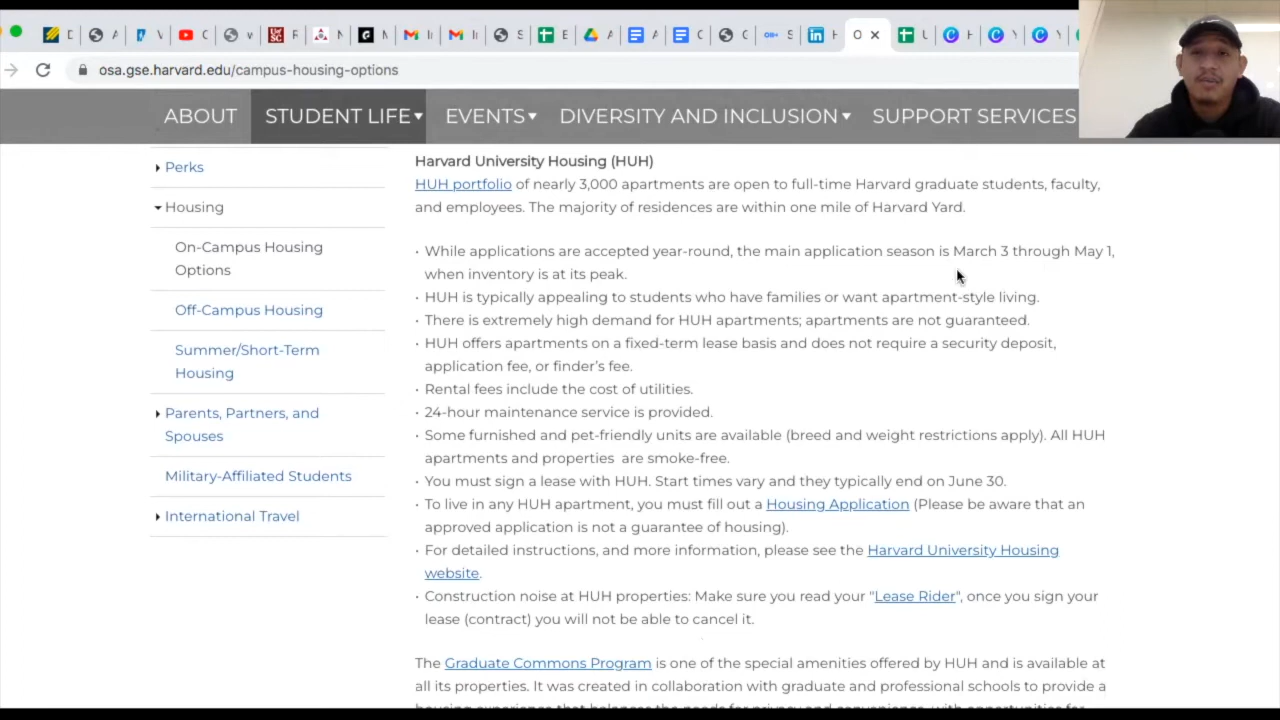 osa.gse.harvard.edu/campus-housing-options
ABOUT STUDENT LIFE EVENTS DIVERSITY AND INCLUSION SUPPORT SERVICES
Perks
Housing
On-Campus Housing
Options
Off-Campus Housing
Summer/Short-Term
Housing
Parents, Partners, and
Spouses
Military-Affiliated Students
International Travel
Harvard University Housing (HUH)
HUH portfolio of nearly 3,000 apartments are open to full-time Harvard graduate students, faculty,
and employees. The majority of residences are within one mile of Harvard Yard.
· While applications are accepted year-round, the main application season is March 3 through May 1,
when inventory is at its peak.
· HUH is typically appealing to students who have families or want apartment-style living.
· There is extremely high demand for HUH apartments; apartments are not guaranteed.
· HUH offers apartments on a fixed-term lease basis and does not require a security deposit,
application fee, or finder's fee.
· Rental fees include the cost of utilities.
· 24-hour maintenance service is provided.
· Some furnished and pet-friendly units are available (breed and weight restrictions apply). All HUH
apartments and properties are smoke-free.
· You must sign a lease with HUH. Start times vary and they typically end on June 30.
· To live in any HUH apartment, you must fill out a Housing Application (Please be aware that an
approved application is not a guarantee of housing).
· For detailed instructions, and more information, please see the Harvard University Housing
website.
· Construction noise at HUH properties: Make sure you read your "Lease Rider", once you sign your
lease (contract) you will not be able to cancel it.
The Graduate Commons Program is one of the special amenities offered by HUH and is available at
all its properties. It was created in collaboration with graduate and professional schools to provide a